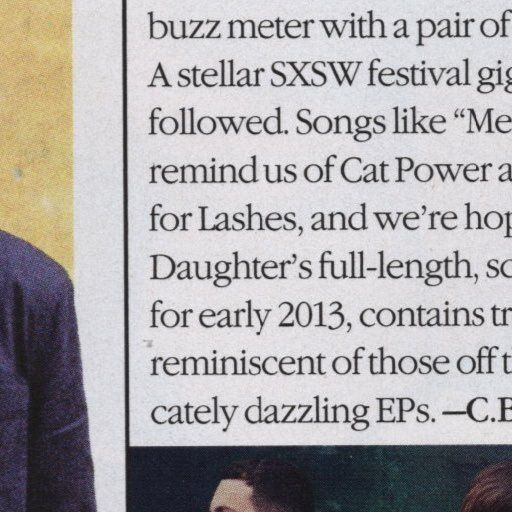 buzz meter with a pair of
A stellar SXSW festival gig
followed. Songs like “Me
remind us of Cat Power a
for Lashes, and we’re hop
Daughter’s full-length, sc
for early 2013, contains tr
reminiscent of those off t
cately dazzling EPs. —C.B